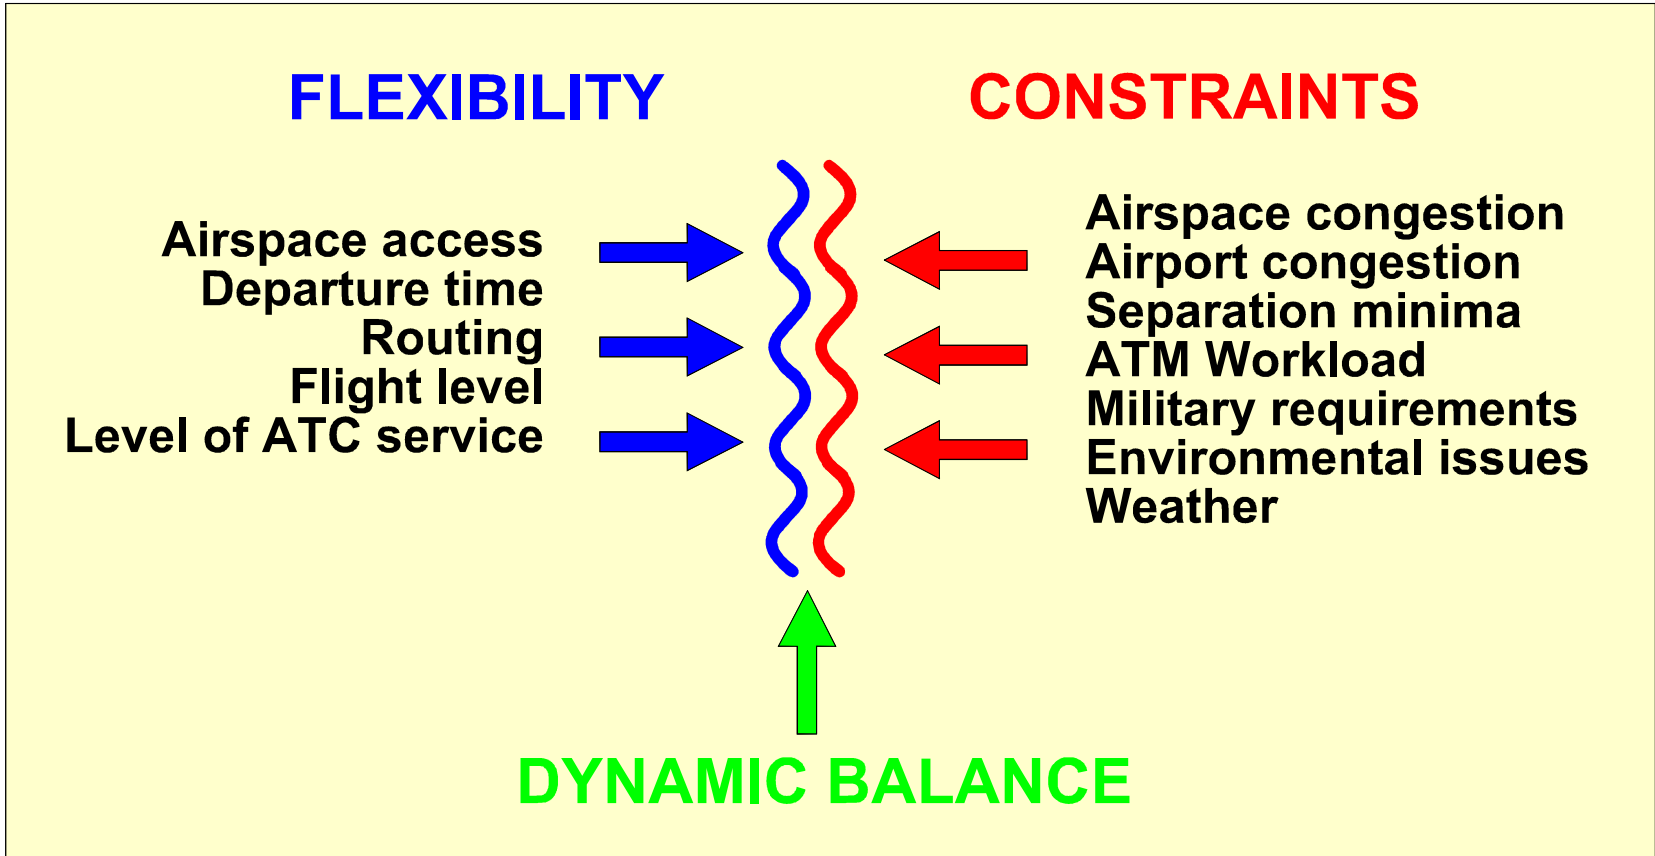 FLEXIBILITY
CONSTRAINTS
Airspace access
Departure time
Routing
Flight level
Level of ATC service
Airspace congestion
Airport congestion
Separation minima
ATM Workload
Military requirements
Environmental issues
Weather
DYNAMIC BALANCE